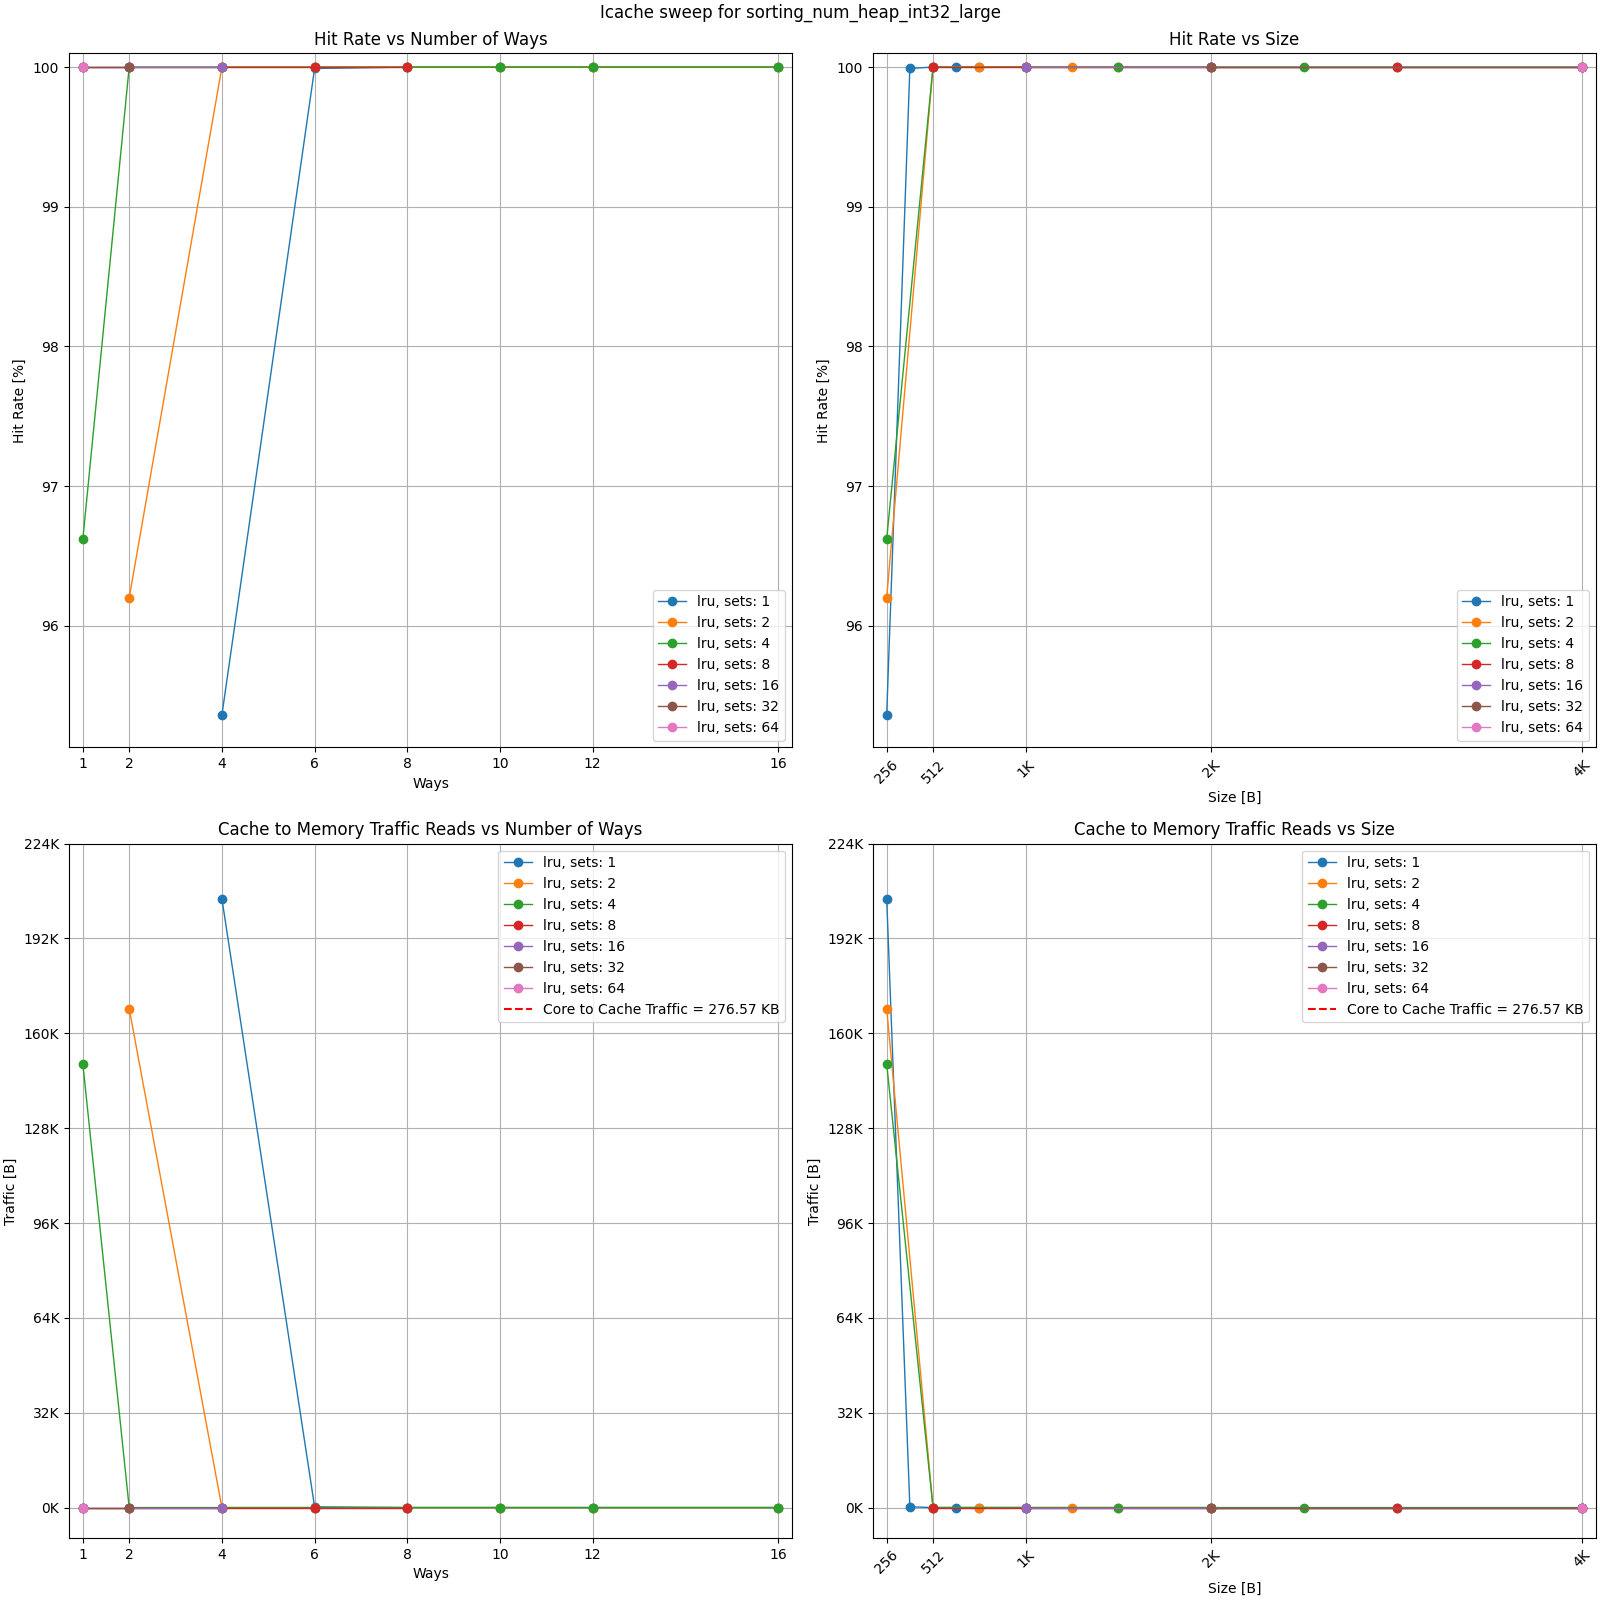 Icache sweep for sorting_num_heap_int32_large
Hit Rate vs Number of Ways
100
99
98
97
96
Hit Rate [%]
1 2 4 6 8 10 12 16
Ways
lru, sets: 1
lru, sets: 2
lru, sets: 4
lru, sets: 8
lru, sets: 16
lru, sets: 32
lru, sets: 64
Hit Rate vs Size
100
99
98
97
96
Hit Rate [%]
256 512 1K 2K 4K
Size [B]
lru, sets: 1
lru, sets: 2
lru, sets: 4
lru, sets: 8
lru, sets: 16
lru, sets: 32
lru, sets: 64
Cache to Memory Traffic Reads vs Number of Ways
224K
192K
160K
128K
96K
64K
32K
0K
Traffic [B]
1 2 4 6 8 10 12 16
Ways
lru, sets: 1
lru, sets: 2
lru, sets: 4
lru, sets: 8
lru, sets: 16
lru, sets: 32
lru, sets: 64
Core to Cache Traffic = 276.57 KB
Cache to Memory Traffic Reads vs Size
224K
192K
160K
128K
96K
64K
32K
0K
Traffic [B]
256 512 1K 2K 4K
Size [B]
lru, sets: 1
lru, sets: 2
lru, sets: 4
lru, sets: 8
lru, sets: 16
lru, sets: 32
lru, sets: 64
Core to Cache Traffic = 276.57 KB